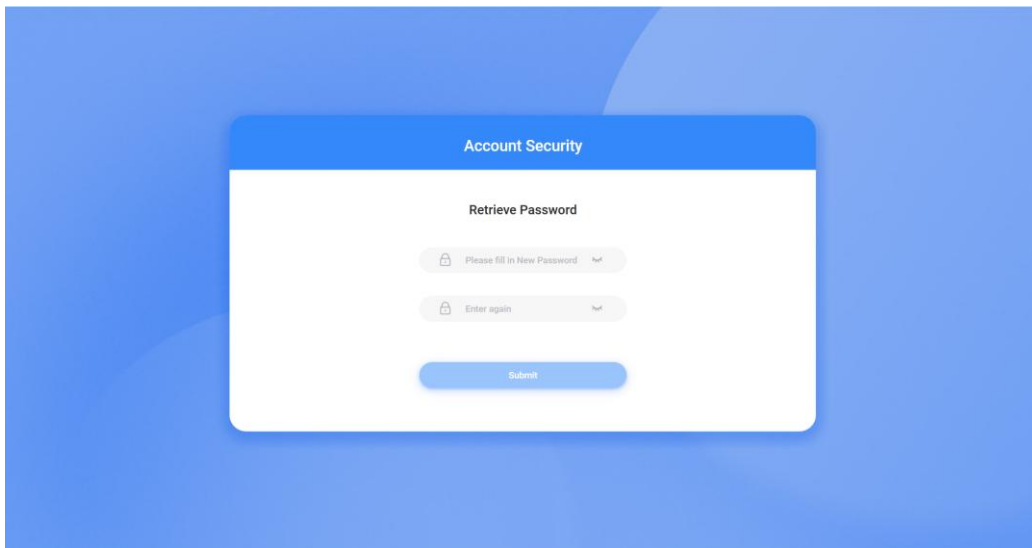 Account Security
Retrieve Password
Please fill in New Password
Enter again
Submit